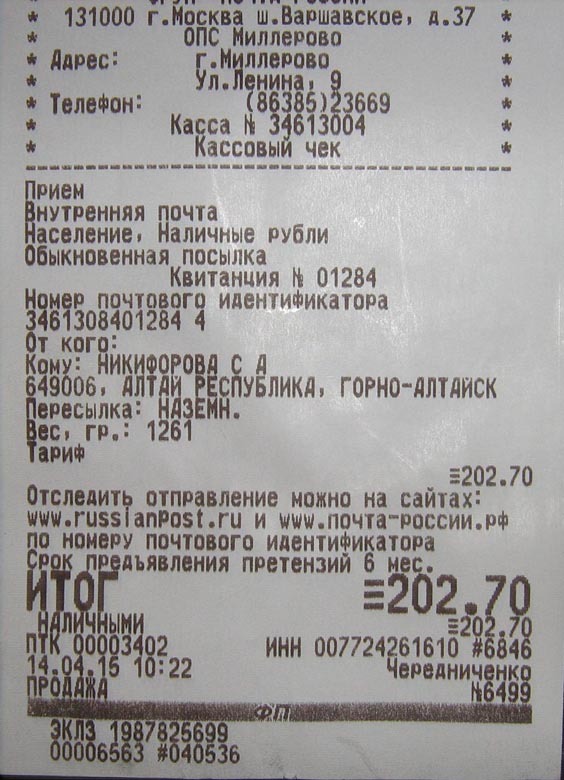 * 131000 г.Москва ш.Варшавское, д.37 *
* ОПС Миллерово *
* Адрес: г.Миллерово *
* Ул.Ленина, 9 *
* Телефон: (86385)23669 *
* Касса № 34613004 *
* Кассовый чек *
Прием
Внутренняя почта
Население, Наличные рубли
Обыкновенная посылка
Квитанция № 01284
Номер почтового идентификатора
3461308401284 4
От кого:
Кому: НИКИФОРОВА С А
649006, АЛТАЙ РЕСПУБЛИКА, ГОРНО-АЛТАЙСК
Пересылка: НАЗЕМН.
Вес, гр.: 1261
Тариф
≡202.70
Отследить отправление можно на сайтах:
www.russianPost.ru и www.почта-россии.рф
по номеру почтового идентификатора
Срок предъявления претензий 6 мес.
ИТОГ ≡202.70
НАЛИЧНЫМИ ≡202.70
ПТК 00003402 ИНН 007724261610 #6846
14.04.15 10:22 Чередниченко
ПРОДАЖА №6499
ФП
ЭКЛЗ 1987825699
00006563 #040536